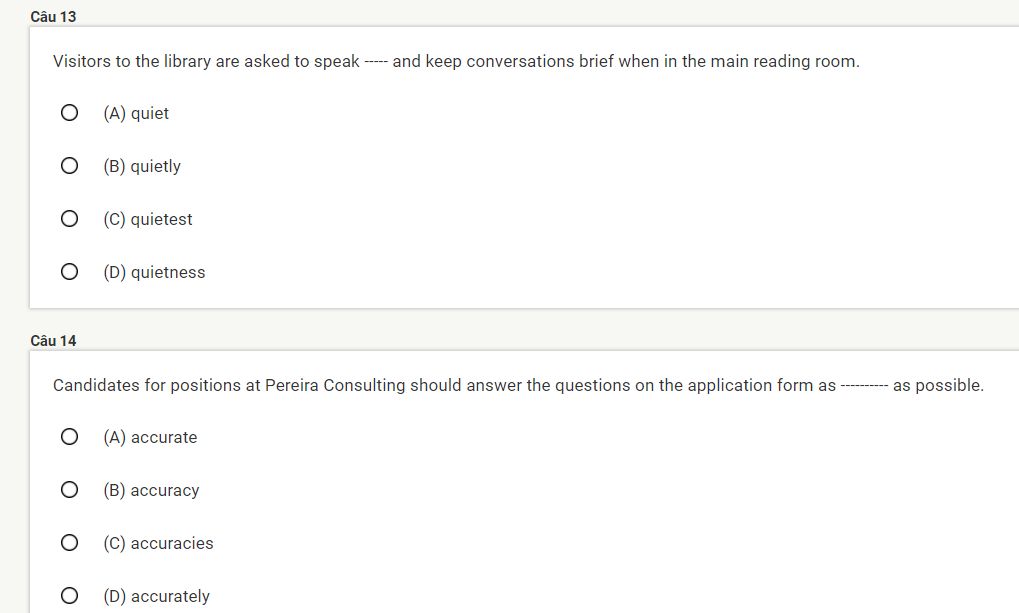 Câu 13
Visitors to the library are asked to speak ----- and keep conversations brief when in the main reading room.
(A) quiet
(B) quietly
(C) quietest
(D) quietness
Câu 14
Candidates for positions at Pereira Consulting should answer the questions on the application form as ---------- as possible.
(A) accurate
(B) accuracy
(C) accuracies
(D) accurately